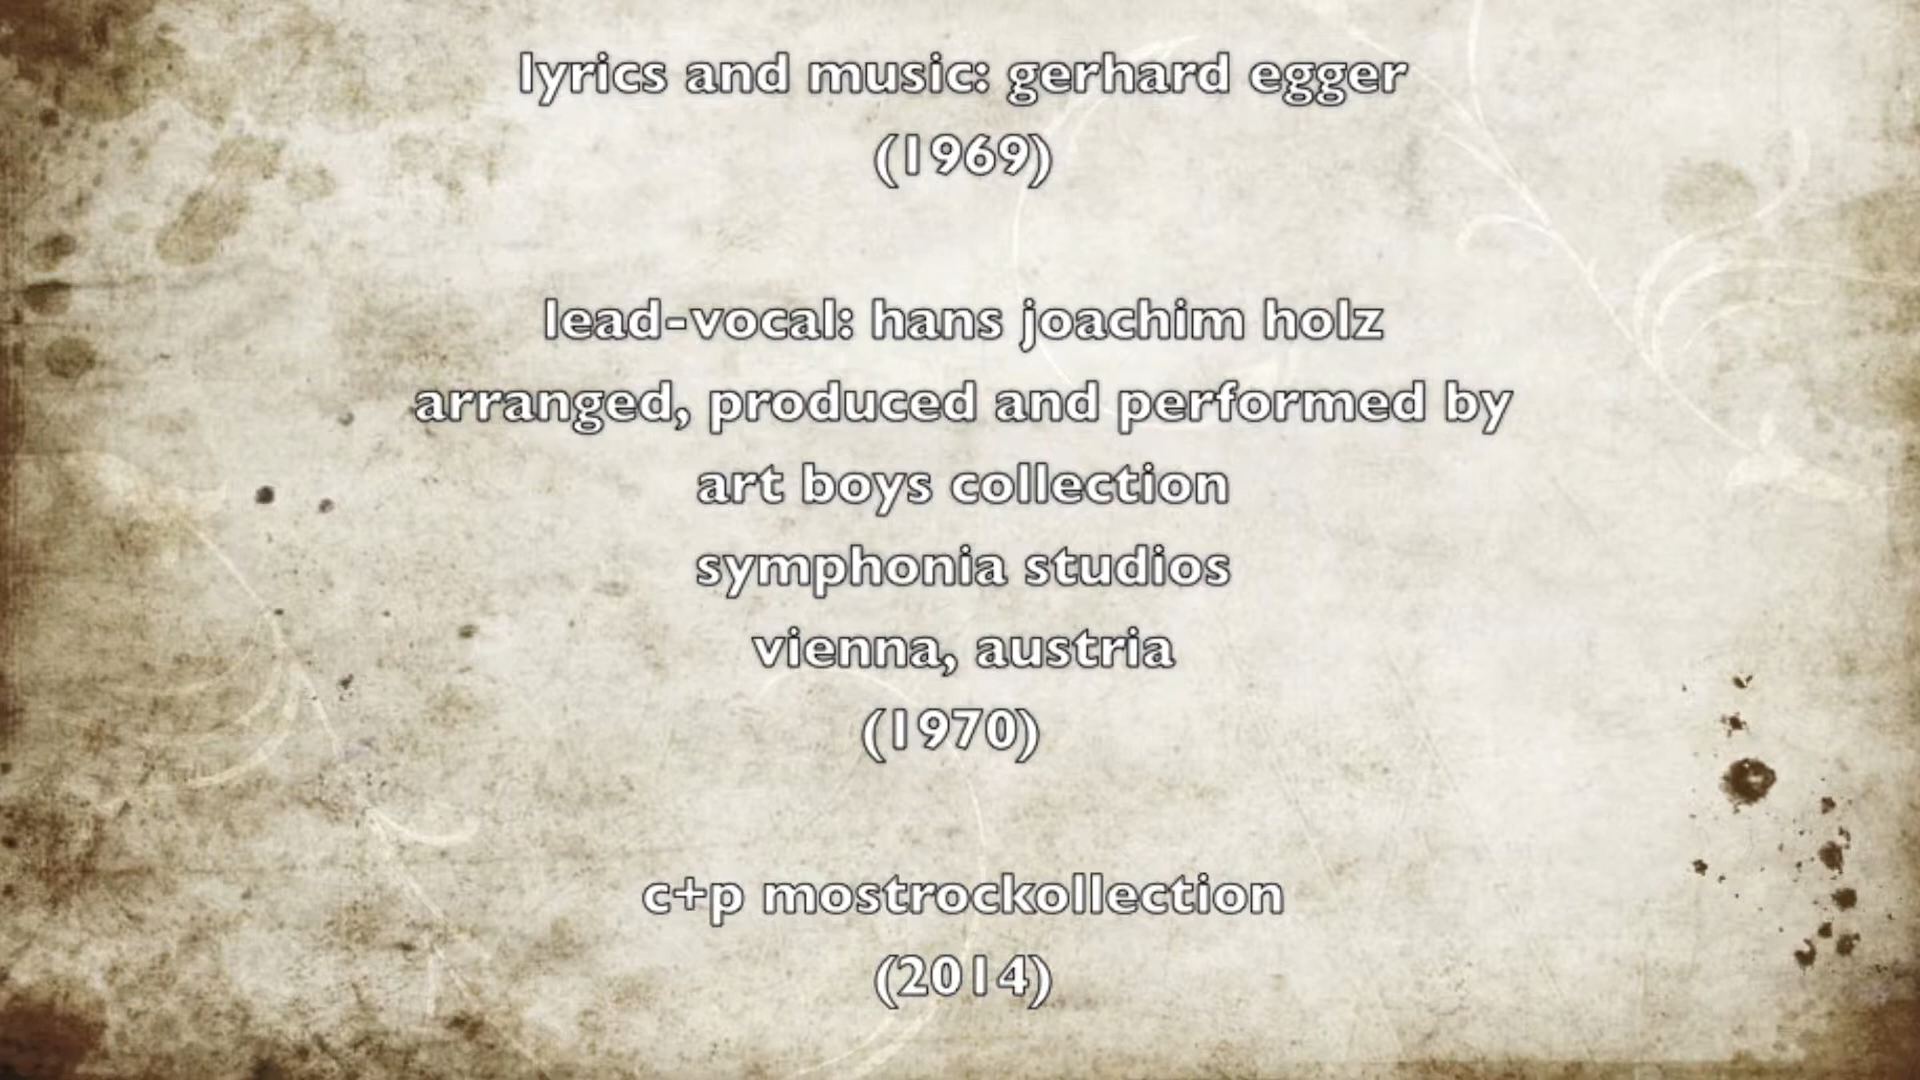 lyrics and music: gerhard egger
(1969)
lead-vocal: hans joachim holz
arranged, produced and performed by
art boys collection
symphonia studios
vienna, austria
(1970)
c+p mostrockollection
(2014)